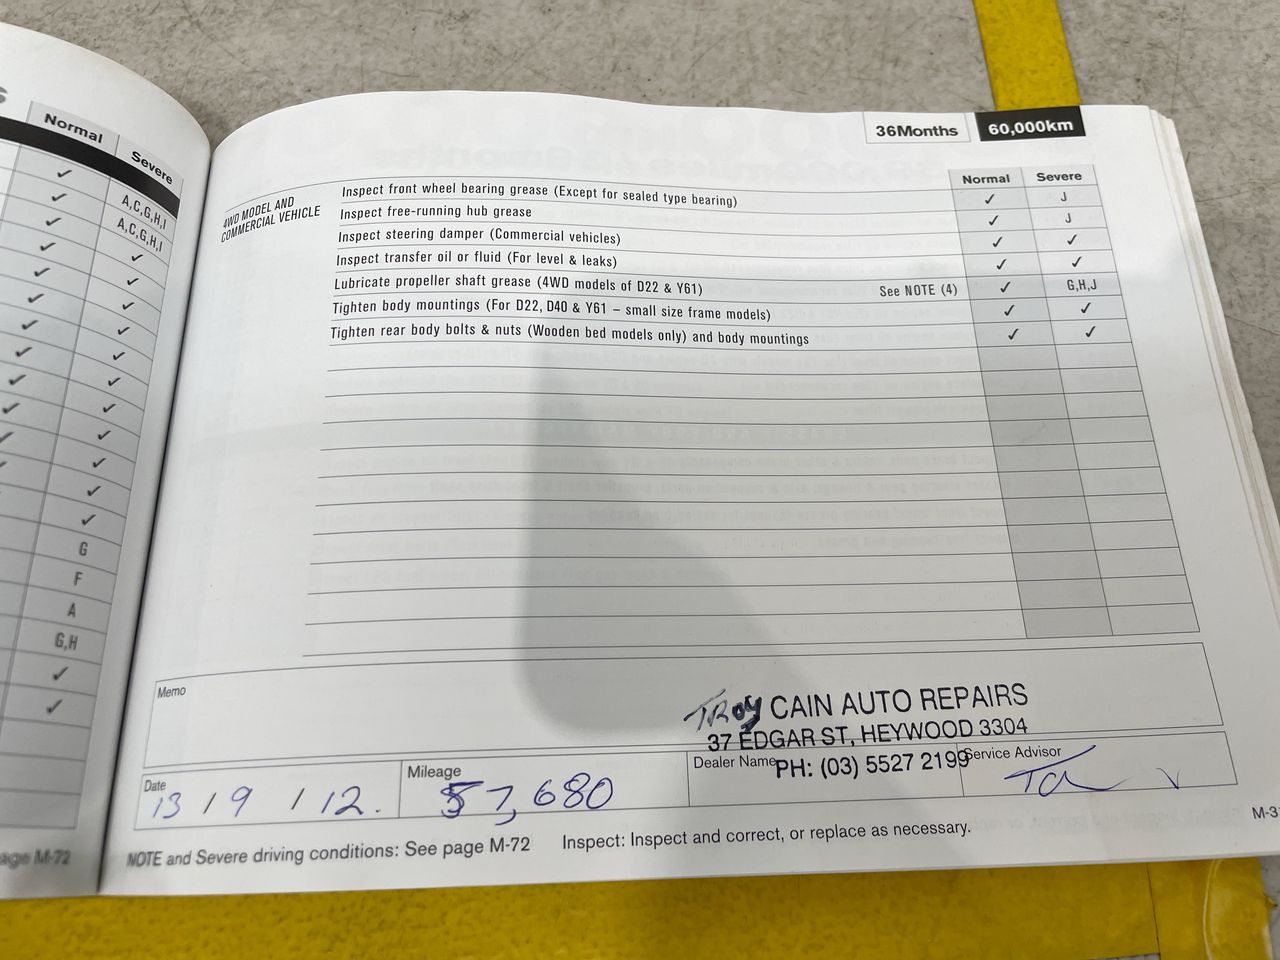 s
Normal Severe
✓ A,C,G,H,I
✓ A,C,G,H,I
✓ ✓
✓ ✓
✓ ✓
✓ ✓
✓ ✓
✓ ✓
✓ ✓
✓ ✓
✓ ✓
✓ ✓
✓
G
F
A
G,H
✓
✓
age M-72
36Months 60,000km
Normal Severe
4WD MODEL AND
COMMERCIAL VEHICLE
Inspect front wheel bearing grease (Except for sealed type bearing) ✓ J
Inspect free-running hub grease ✓ J
Inspect steering damper (Commercial vehicles) ✓ ✓
Inspect transfer oil or fluid (For level & leaks) ✓ ✓
Lubricate propeller shaft grease (4WD models of D22 & Y61) See NOTE (4) ✓ G,H,J
Tighten body mountings (For D22, D40 & Y61 – small size frame models) ✓ ✓
Tighten rear body bolts & nuts (Wooden bed models only) and body mountings ✓ ✓
Memo
TRoy CAIN AUTO REPAIRS
37 EDGAR ST, HEYWOOD 3304
PH: (03) 5527 2199
Date 13 / 9 / 12.
Mileage 57,680
Dealer Name
Service Advisor
NOTE and Severe driving conditions: See page M-72 Inspect: Inspect and correct, or replace as necessary.